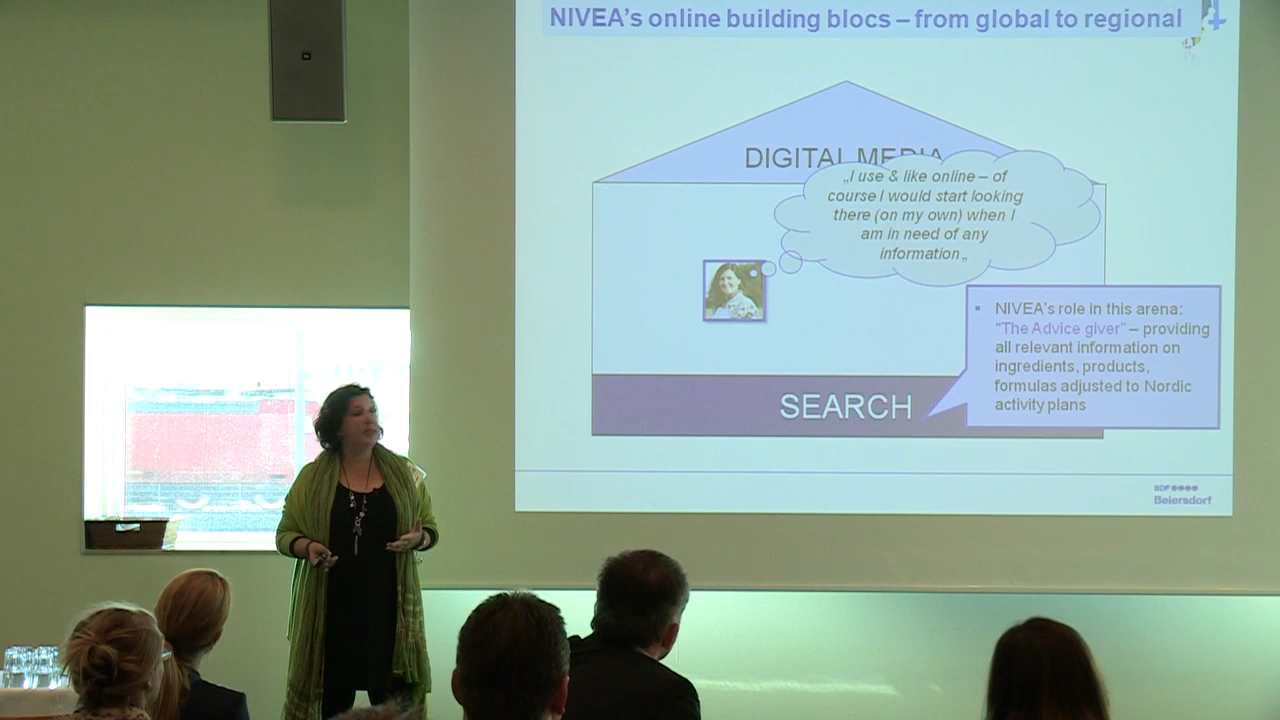 NIVEA's online building blocs – from global to regional
DIGITAL MEDIA
„I use & like online – of
course I would start looking
there (on my own) when I
am in need of any
information„
NIVEA's role in this arena:
“The Advice giver” – providing
all relevant information on
ingredients, products,
formulas adjusted to Nordic
activity plans
SEARCH
BDF
Beiersdorf